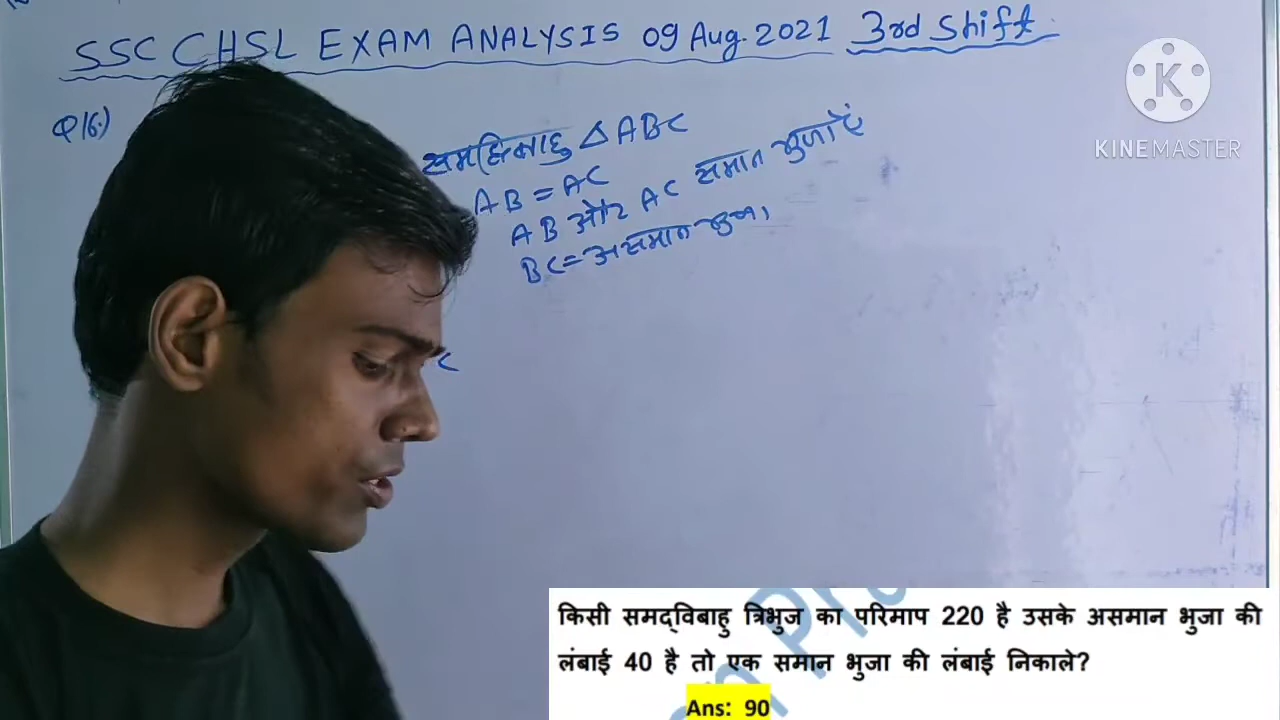 SSC CHSL EXAM ANALYSIS 09 Aug. 2021 3rd Shift
KINEMASTER
Q 16.)
समद्विबाहु Δ ABC
AB = AC
AB और AC समान भुजाएं
BC = असमान भुजा
C
किसी समद्विबाहु त्रिभुज का परिमाप 220 है उसके असमान भुजा की
लंबाई 40 है तो एक समान भुजा की लंबाई निकाले?
Ans: 90